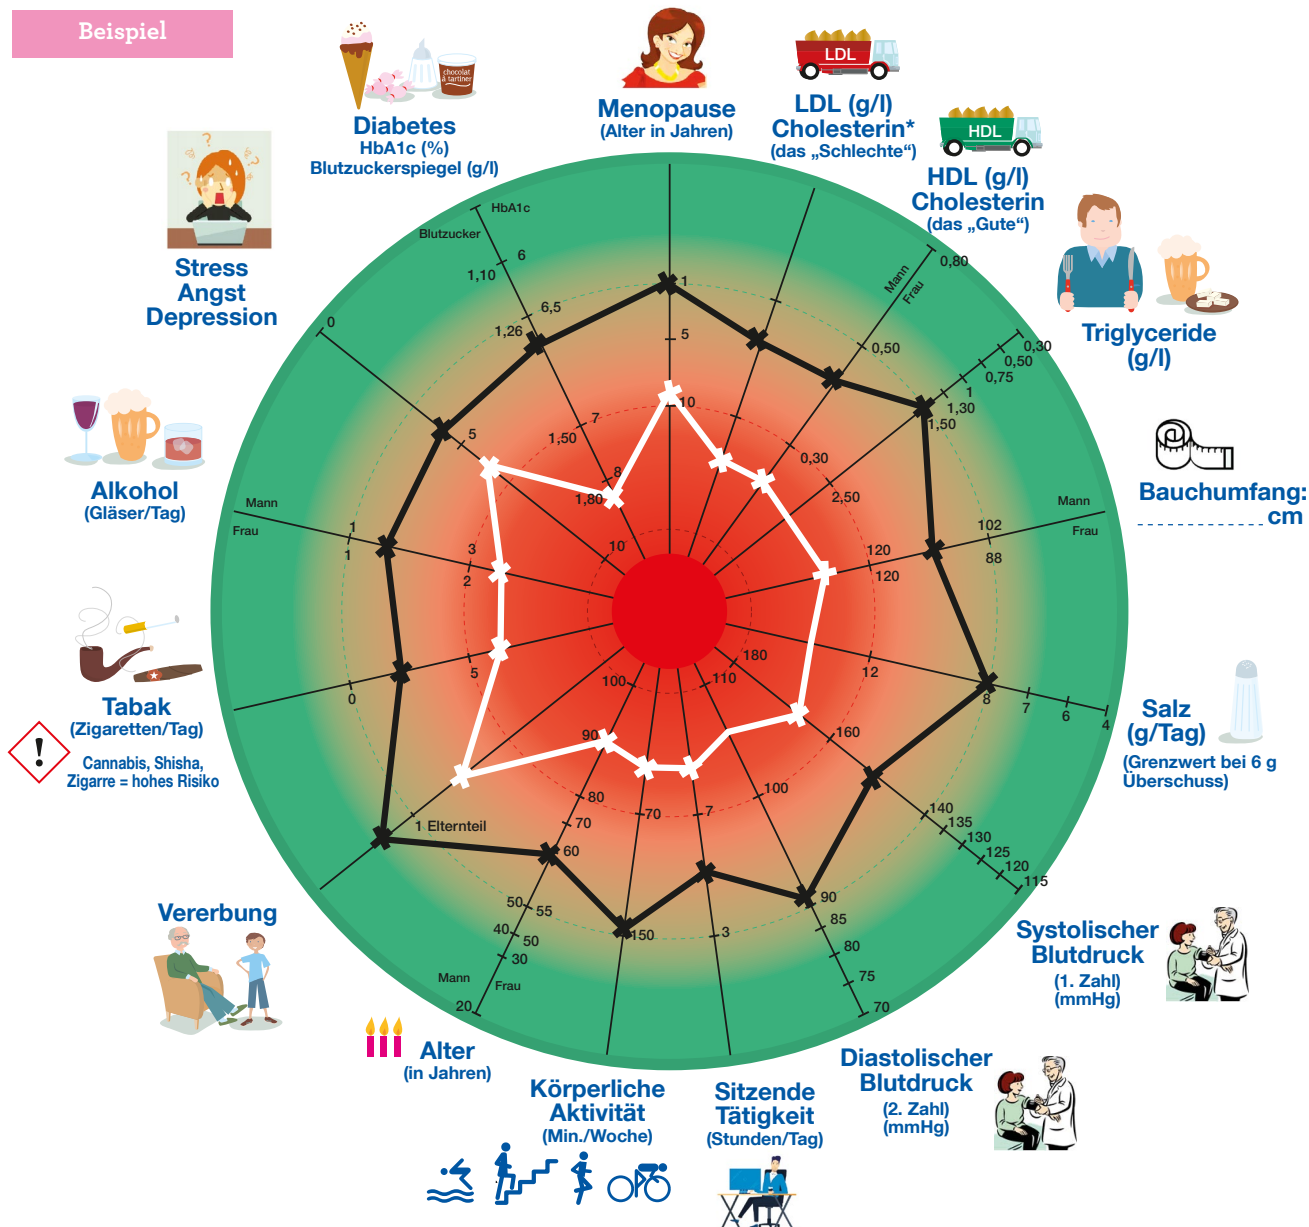 Beispiel
Menopause
(Alter in Jahren)
LDL
LDL (g/l)
Cholesterin*
(das „Schlechte“)
HDL
HDL (g/l)
Cholesterin
(das „Gute“)
Triglyceride
(g/l)
Bauchumfang:
cm
Salz
(g/Tag)
(Grenzwert bei 6 g
Überschuss)
Systolischer
Blutdruck
(1. Zahl)
(mmHg)
Diastolischer
Blutdruck
(2. Zahl)
(mmHg)
Sitzende
Tätigkeit
(Stunden/Tag)
Körperliche
Aktivität
(Min./Woche)
Alter
(in Jahren)
Vererbung
Tabak
(Zigaretten/Tag)
!
Cannabis, Shisha,
Zigarre = hohes Risiko
Alkohol
(Gläser/Tag)
Stress
Angst
Depression
chocolat
à tartiner
Diabetes
HbA1c (%)
Blutzuckerspiegel (g/l)
1
5
10
Mann
Frau
0,80
0,50
0,30
0,30
0,50
0,75
1
1,30
1,50
2,50
Mann
Frau
102
88
120
120
4
6
7
8
12
115
120
125
130
135
140
160
180
70
75
80
85
90
100
110
3
7
150
70
Mann
Frau
20
30
40
50
50
55
60
70
80
90
100
1 Elternteil
0
5
Mann
Frau
1
1
3
2
0
5
10
HbA1c
Blutzucker
6
1,10
6,5
1,26
7
1,50
8
1,80